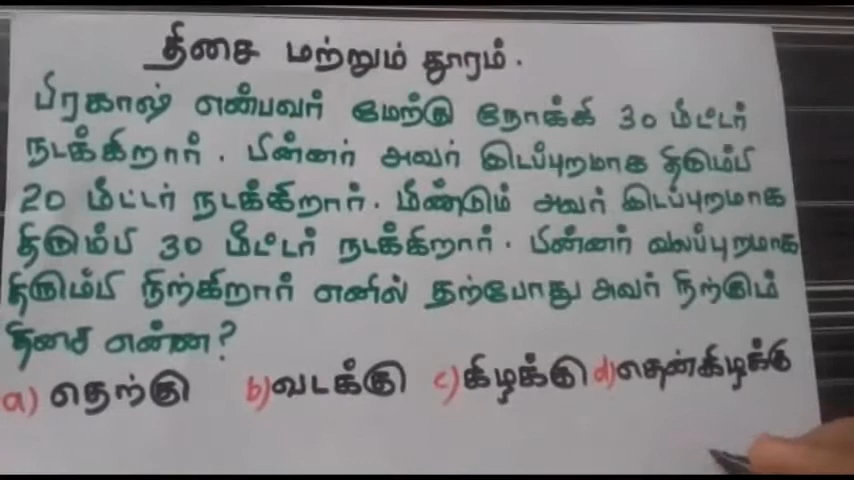 திசை மற்றும் தூரம்.
பிரகாஷ் என்பவர் மேற்கு நோக்கி 30 மீட்டர்
நடக்கிறார். பின்னர் அவர் இடப்புறமாக திரும்பி
20 மீட்டர் நடக்கிறார். மீண்டும் அவர் இடப்புறமாக
திரும்பி 30 மீட்டர் நடக்கிறார். பின்னர் வலப்புறமாக
திரும்பி நிற்கிறார் எனில் தற்போது அவர் நிற்கும்
திசை என்ன?
a) தெற்கு b) வடக்கு c) கிழக்கு d) தென்கிழக்கு